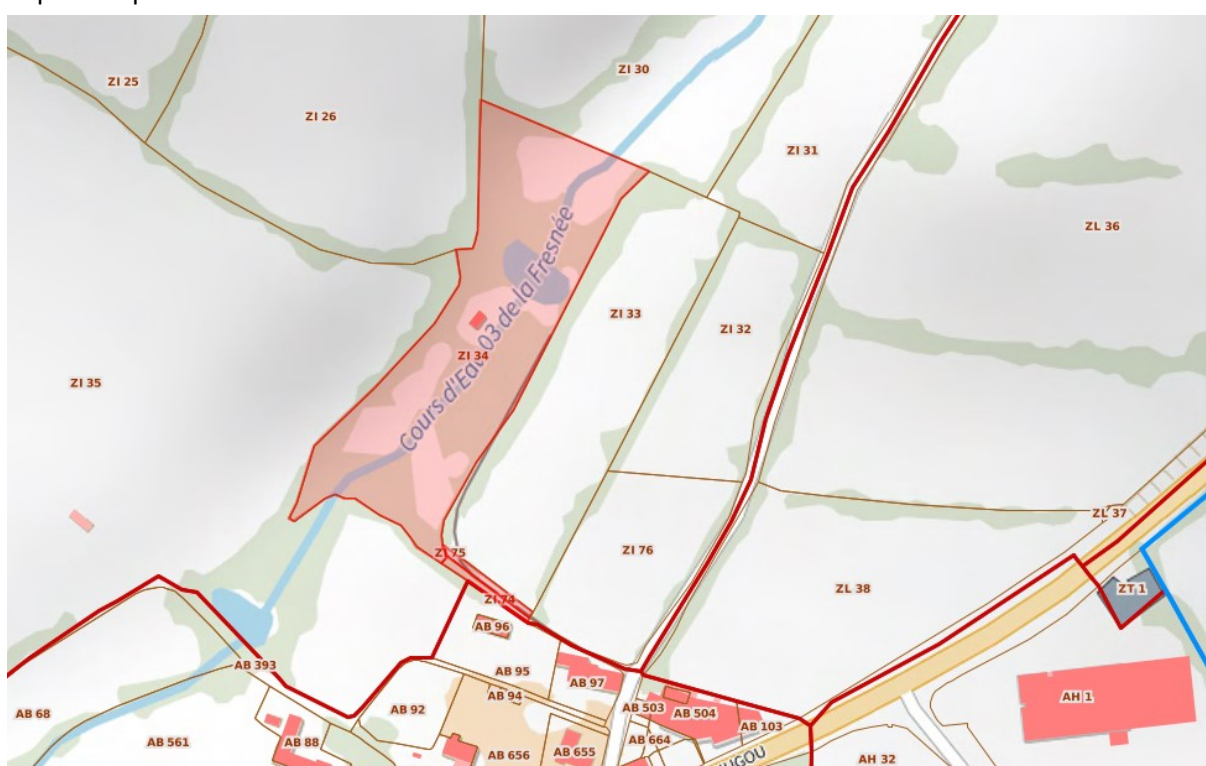 ZI 30
ZI 25
ZI 26
ZI 31
ZL 36
Cours d'Eau 03 de la Fresnée
ZI 33
ZI 32
ZI 34
ZI 35
ZL 37
ZI 75
ZI 76
ZL 38
ZT 1
ZI 74
AB 96
AB 393
AB 95
AB 97
AB 94
AH 1
AB 68
AB 92
AB 503
AB 504
AB 103
AB 561
AB 88
AB 664
AB 656
AB 655
UGOU
AH 32